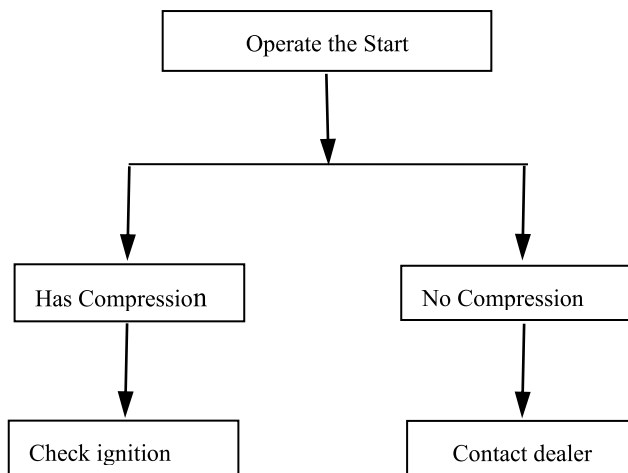 Operate the Start
Has Compression
No Compression
Check ignition
Contact dealer